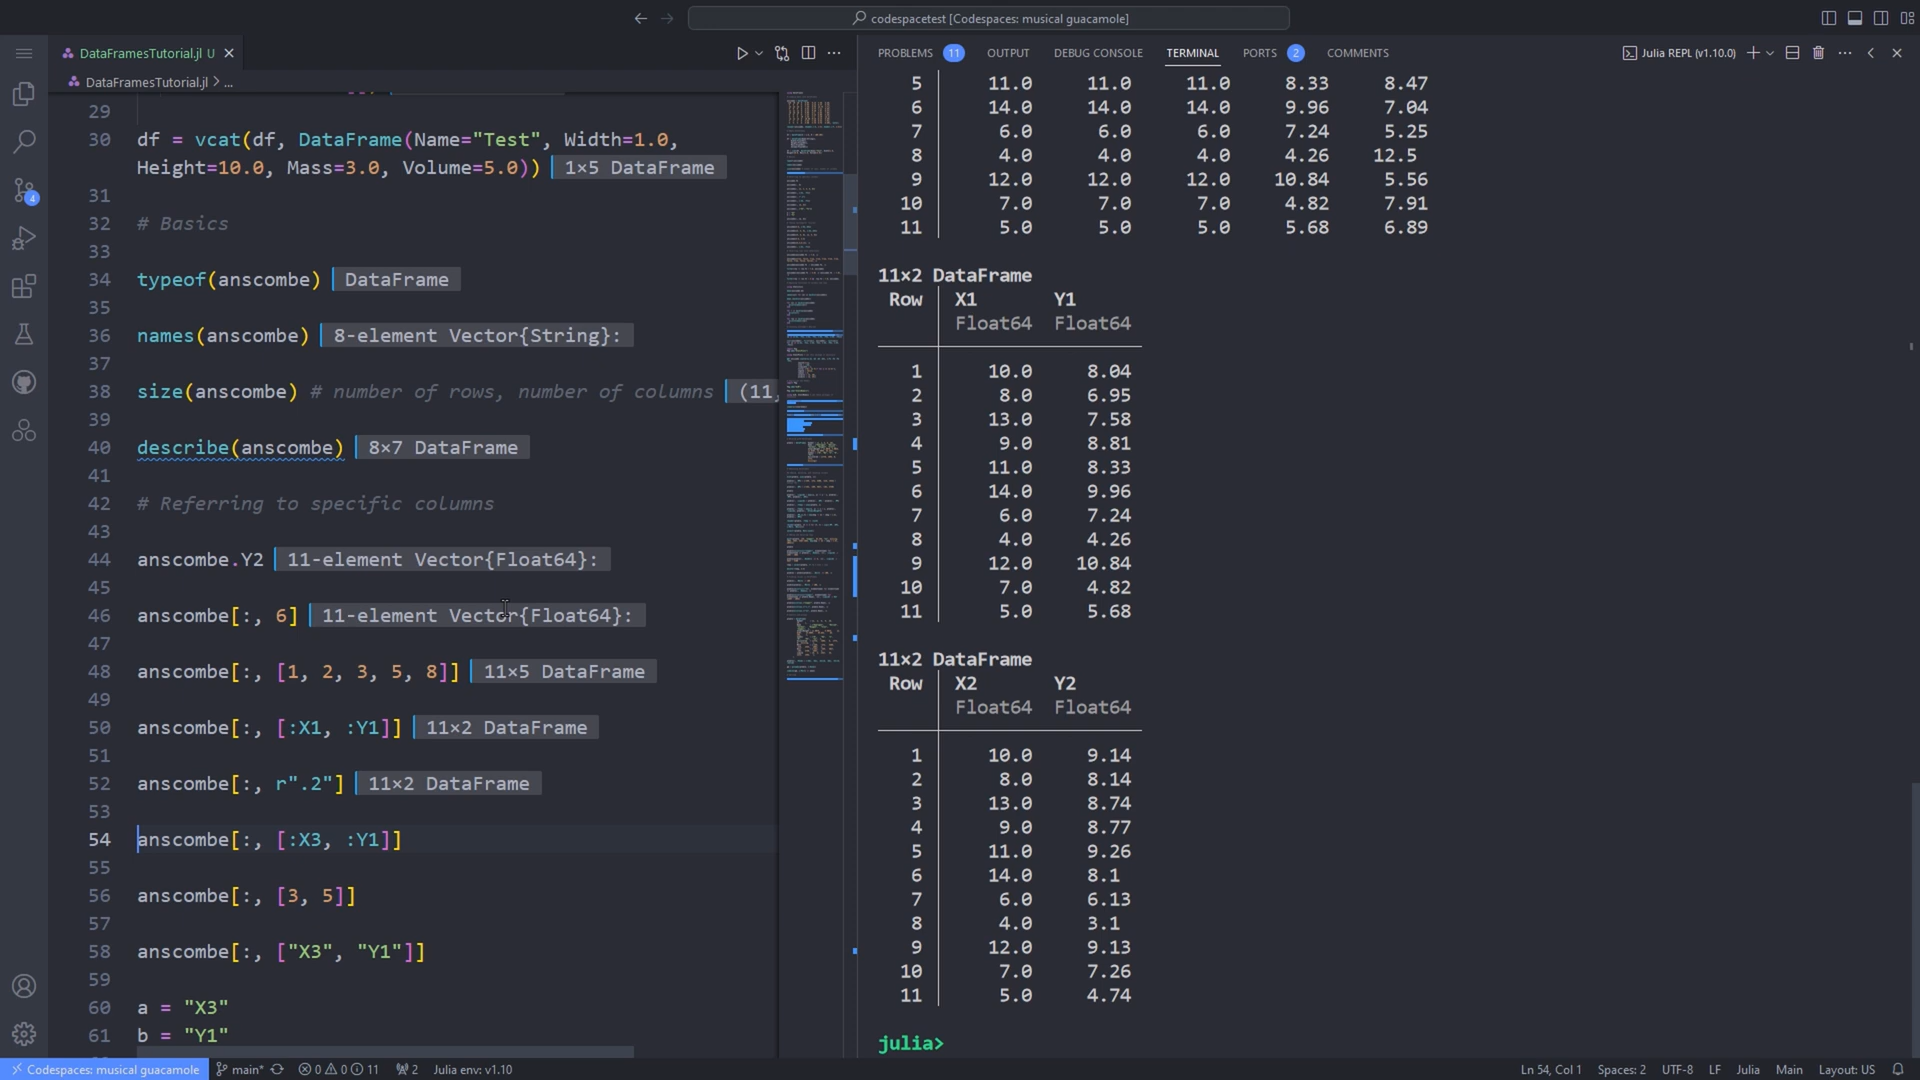 codespacetest [Codespaces: musical guacamole]
DataFramesTutorial.jl U
DataFramesTutorial.jl > ...
29
30 df = vcat(df, DataFrame(Name="Test", Width=1.0,
Height=10.0, Mass=3.0, Volume=5.0)) 1×5 DataFrame
31
32 # Basics
33
34 typeof(anscombe) DataFrame
35
36 names(anscombe) 8-element Vector{String}:
37
38 size(anscombe) # number of rows, number of columns (11,
39
40 describe(anscombe) 8×7 DataFrame
41
42 # Referring to specific columns
43
44 anscombe.Y2 11-element Vector{Float64}:
45
46 anscombe[:, 6] 11-element Vector{Float64}:
47
48 anscombe[:, [1, 2, 3, 5, 8]] 11×5 DataFrame
49
50 anscombe[:, [:X1, :Y1]] 11×2 DataFrame
51
52 anscombe[:, r".2"] 11×2 DataFrame
53
54 anscombe[:, [:X3, :Y1]]
55
56 anscombe[:, [3, 5]]
57
58 anscombe[:, ["X3", "Y1"]]
59
60 a = "X3"
61 b = "Y1"
PROBLEMS 11 OUTPUT DEBUG CONSOLE TERMINAL PORTS 2 COMMENTS Julia REPL (v1.10.0)
5 11.0 11.0 11.0 8.33 8.47
6 14.0 14.0 14.0 9.96 7.04
7 6.0 6.0 6.0 7.24 5.25
8 4.0 4.0 4.0 4.26 12.5
9 12.0 12.0 12.0 10.84 5.56
10 7.0 7.0 7.0 4.82 7.91
11 5.0 5.0 5.0 5.68 6.89
11×2 DataFrame
Row X1 Y1
Float64 Float64
1 10.0 8.04
2 8.0 6.95
3 13.0 7.58
4 9.0 8.81
5 11.0 8.33
6 14.0 9.96
7 6.0 7.24
8 4.0 4.26
9 12.0 10.84
10 7.0 4.82
11 5.0 5.68
11×2 DataFrame
Row X2 Y2
Float64 Float64
1 10.0 9.14
2 8.0 8.14
3 13.0 8.74
4 9.0 8.77
5 11.0 9.26
6 14.0 8.1
7 6.0 6.13
8 4.0 3.1
9 12.0 9.13
10 7.0 7.26
11 5.0 4.74
julia>
4
Codespaces: musical guacamole main* 0 0 11 2 Julia env: v1.10 Ln 54, Col 1 Spaces: 2 UTF-8 LF Julia Main Layout: US